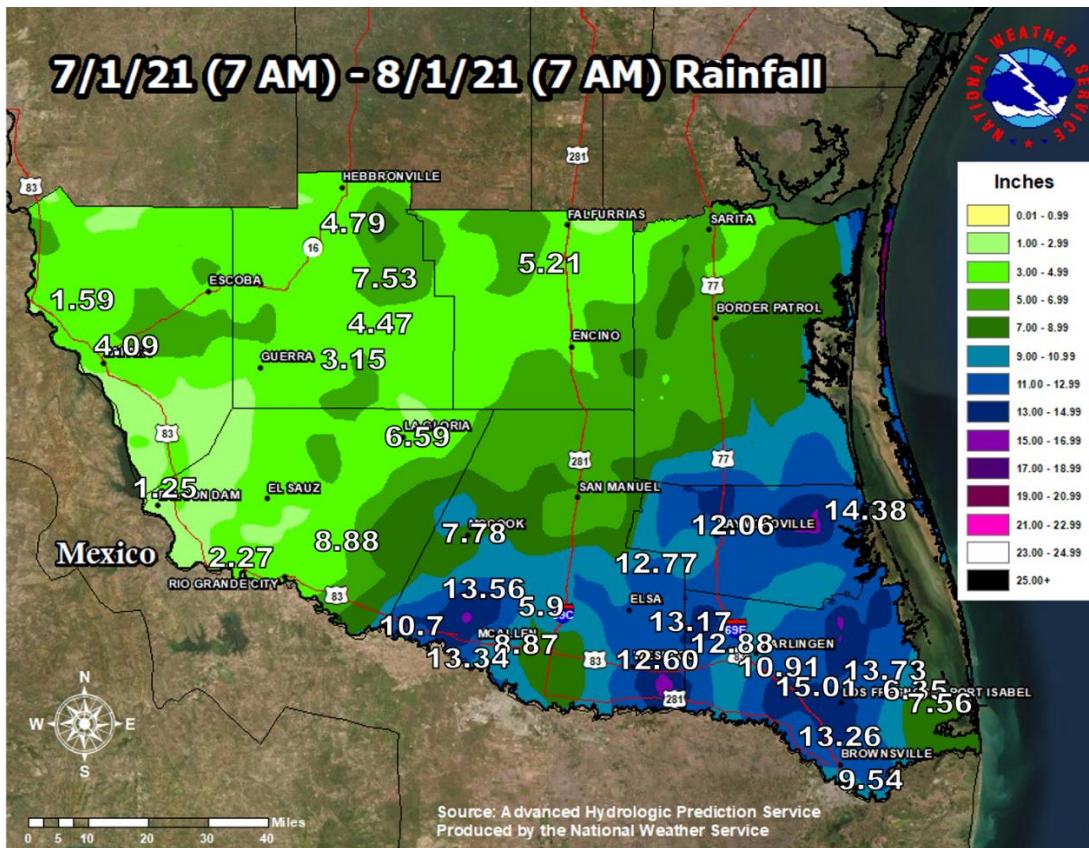 7/1/21 (7 AM) - 8/1/21 (7 AM) Rainfall
NATIONAL WEATHER SERVICE
83
281
HEBBRONVILLE
4.79
16
FALFURRIAS
SARITA
5.21
ESCOBA
7.53
77
1.59
4.47
BORDER PATROL
4.09
ENCINO
GUERRA
3.15
83
LA GLORIA
6.59
281
77
1.25
DAM
EL SAUZ
SAN MANUEL
14.38
12.06
7.78
8.88
Mexico
2.27
12.77
RIO GRANDE CITY
83
13.56
5.9
ELSA
10.7
13.17
MCALLEN
8.87
12.88
13.34
83
12.60
10.91
13.73
15.01
6.35
PORT ISABEL
281
7.56
13.26
BROWNSVILLE
9.54
Inches
0.01 - 0.99
1.00 - 2.99
3.00 - 4.99
5.00 - 6.99
7.00 - 8.99
9.00 - 10.99
11.00 - 12.99
13.00 - 14.99
15.00 - 16.99
17.00 - 18.99
19.00 - 20.99
21.00 - 22.99
23.00 - 24.99
25.00+
N
W E
S
Miles
0 5 10 20 30 40
Source: Advanced Hydrologic Prediction Service
Produced by the National Weather Service